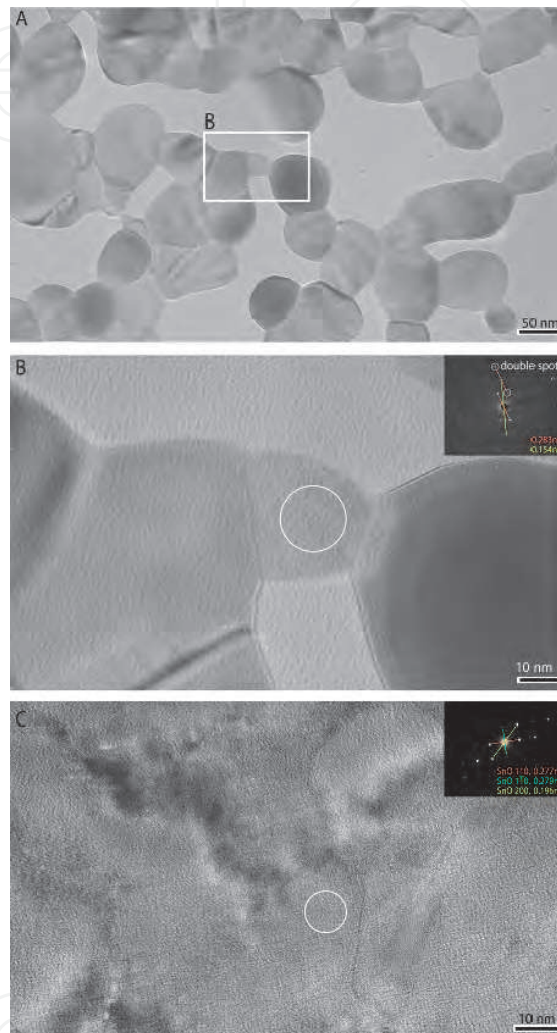 A
B
50 nm
B
double spot
0.283n
0.154n
10 nm
C
SnO 110, 0.277n
SnO 1-10, 0.279n
SnO 200, 0.196n
10 nm